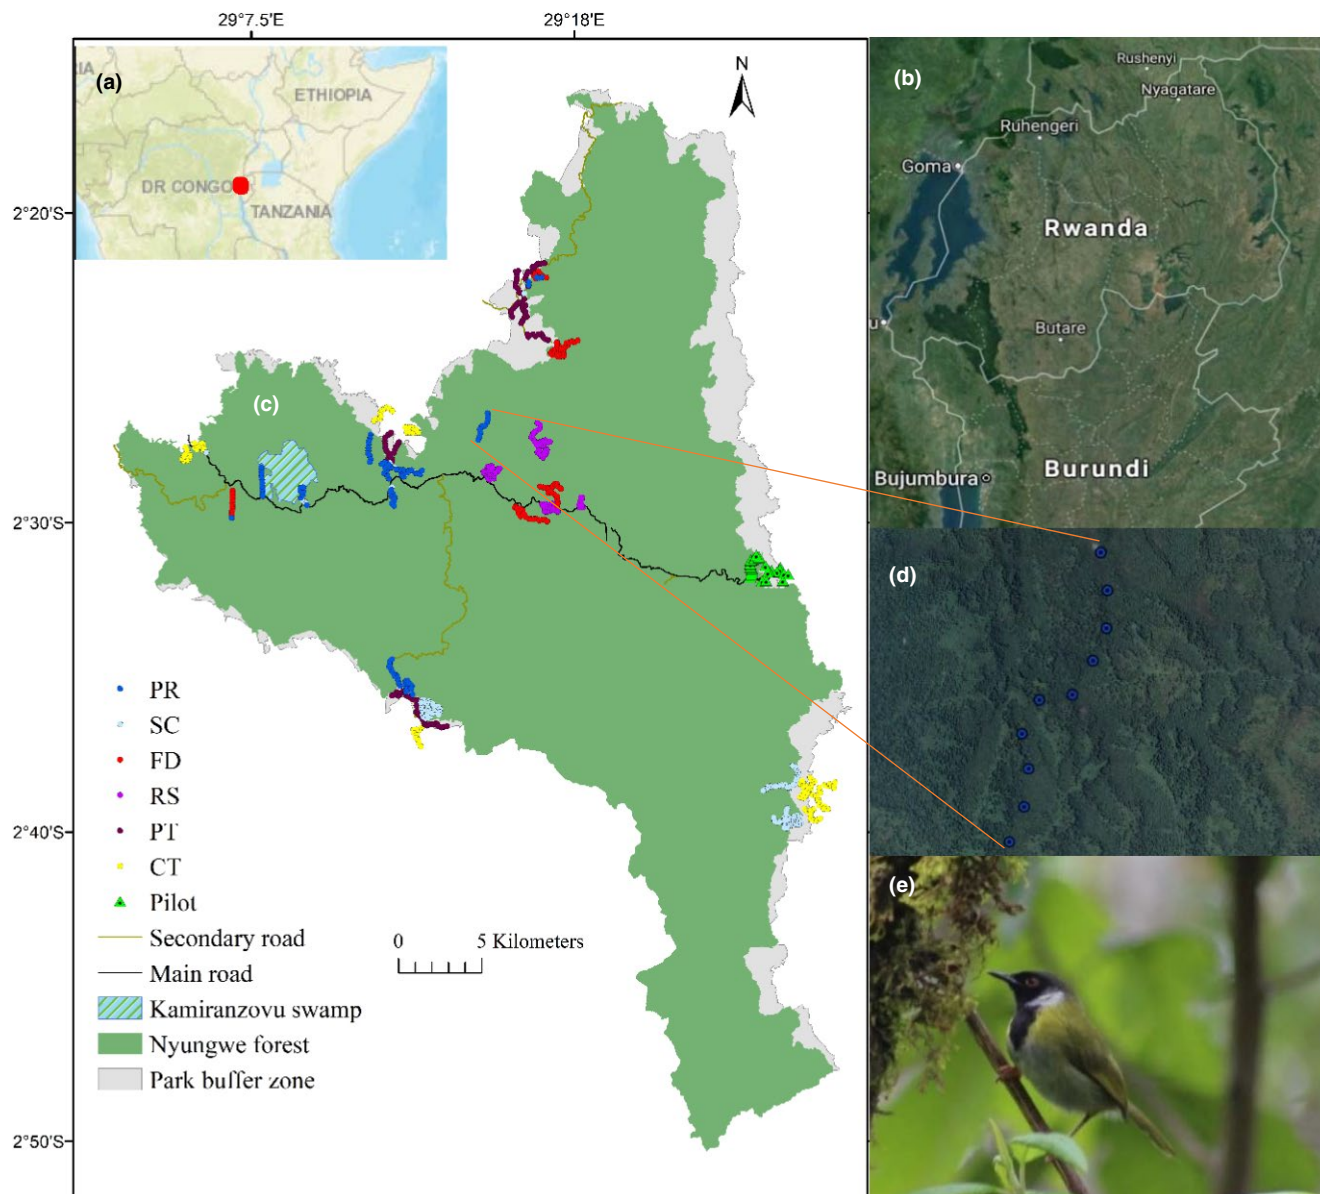 29°7.5'E
29°18'E
(a)
RIA
ETHIOPIA
DR CONGO
TANZANIA
N
(b)
Rushenyi
Nyagatare
Ruhengeri
Goma
Rwanda
u
Butare
Bujumbura
Burundi
2°20'
2°30'
2°40'
2°50'
(c)
(d)
(e)
PR
SC
FD
RS
PT
CT
Pilot
Secondary road
Main road
Kamiranzovu swamp
Nyungwe forest
Park buffer zone
0
5 Kilometers